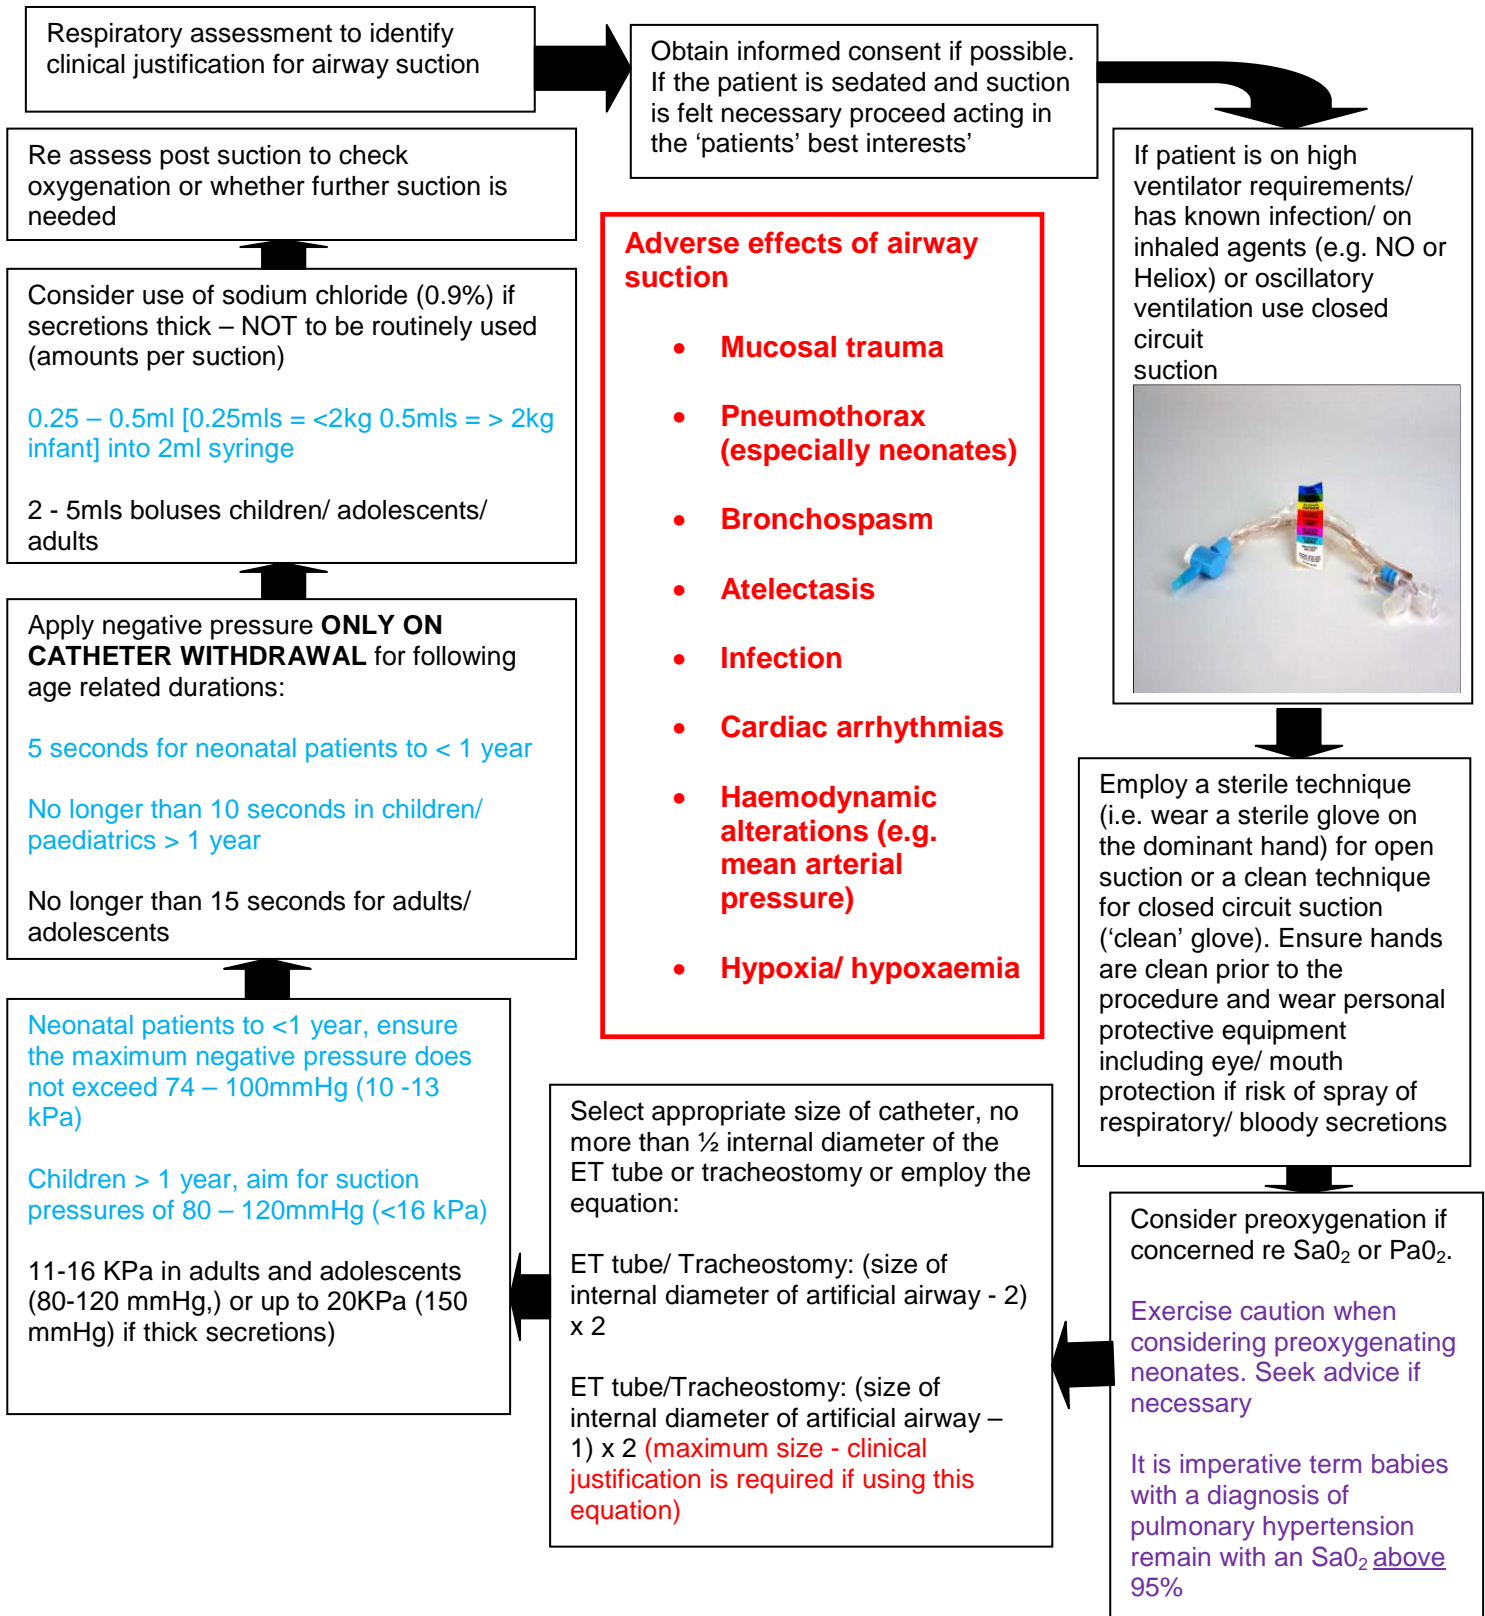 Respiratory assessment to identify
clinical justification for airway suction
Obtain informed consent if possible.
If the patient is sedated and suction
is felt necessary proceed acting in
the ‘patients’ best interests’
If patient is on high
ventilator requirements/
has known infection/ on
inhaled agents (e.g. NO or
Heliox) or oscillatory
ventilation use closed
circuit
suction
Employ a sterile technique
(i.e. wear a sterile glove on
the dominant hand) for open
suction or a clean technique
for closed circuit suction
(‘clean’ glove). Ensure hands
are clean prior to the
procedure and wear personal
protective equipment
including eye/ mouth
protection if risk of spray of
respiratory/ bloody secretions
Consider preoxygenation if
concerned re Sa0₂ or Pa0₂.
Exercise caution when
considering preoxygenating
neonates. Seek advice if
necessary
It is imperative term babies
with a diagnosis of
pulmonary hypertension
remain with an Sa0₂ above
95%
Select appropriate size of catheter, no
more than ½ internal diameter of the
ET tube or tracheostomy or employ the
equation:
ET tube/ Tracheostomy: (size of
internal diameter of artificial airway - 2)
x 2
ET tube/Tracheostomy: (size of
internal diameter of artificial airway –
1) x 2 (maximum size - clinical
justification is required if using this
equation)
Neonatal patients to <1 year, ensure
the maximum negative pressure does
not exceed 74 – 100mmHg (10 -13
kPa)
Children > 1 year, aim for suction
pressures of 80 – 120mmHg (<16 kPa)
11-16 KPa in adults and adolescents
(80-120 mmHg,) or up to 20KPa (150
mmHg) if thick secretions)
Apply negative pressure ONLY ON
CATHETER WITHDRAWAL for following
age related durations:
5 seconds for neonatal patients to < 1 year
No longer than 10 seconds in children/
paediatrics > 1 year
No longer than 15 seconds for adults/
adolescents
Consider use of sodium chloride (0.9%) if
secretions thick – NOT to be routinely used
(amounts per suction)
0.25 – 0.5ml [0.25mls = <2kg 0.5mls = > 2kg
infant] into 2ml syringe
2 - 5mls boluses children/ adolescents/
adults
Re assess post suction to check
oxygenation or whether further suction is
needed
Adverse effects of airway
suction
• Mucosal trauma
• Pneumothorax
(especially neonates)
• Bronchospasm
• Atelectasis
• Infection
• Cardiac arrhythmias
• Haemodynamic
alterations (e.g.
mean arterial
pressure)
• Hypoxia/ hypoxaemia